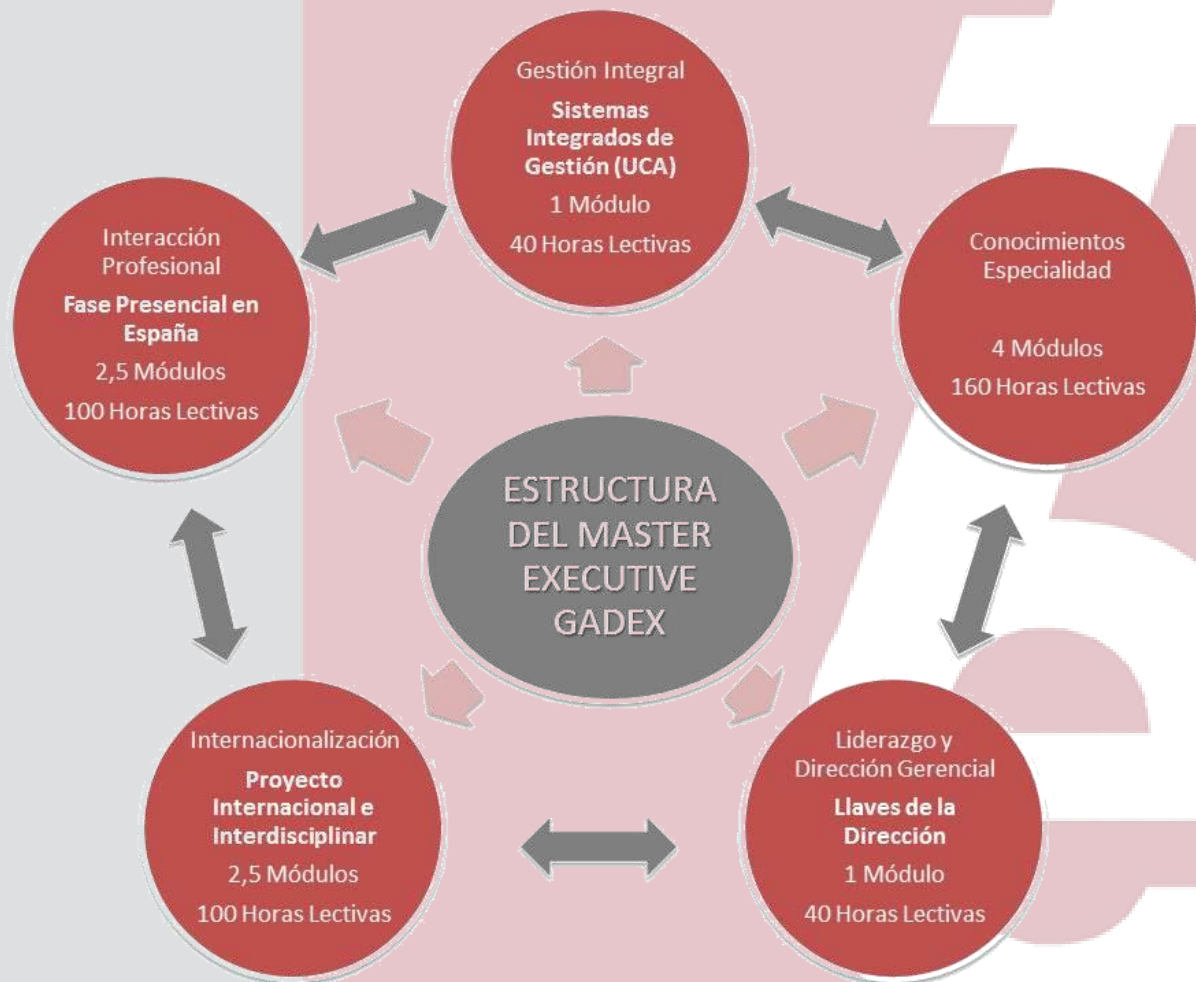 Gestión Integral
Sistemas
Integrados de
Gestión (UCA)
1 Módulo
40 Horas Lectivas
Interacción
Profesional
Fase Presencial en
España
2,5 Módulos
100 Horas Lectivas
Conocimientos
Especialidad
4 Módulos
160 Horas Lectivas
ESTRUCTURA
DEL MASTER
EXECUTIVE
GADEX
Internacionalización
Proyecto
Internacional e
Interdisciplinar
2,5 Módulos
100 Horas Lectivas
Liderazgo y
Dirección Gerencial
Llaves de la
Dirección
1 Módulo
40 Horas Lectivas